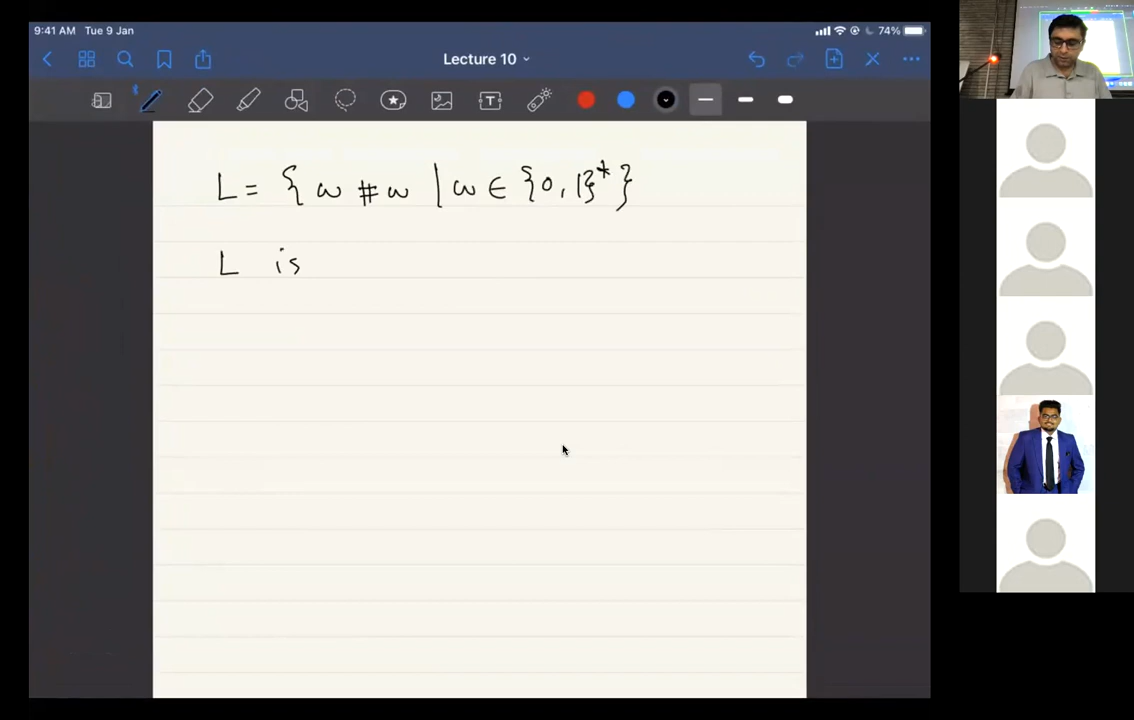 9:41 AM Tue 9 Jan
74%
Lecture 10
L = { w # w | w ∈ {0, 1}* }
L is